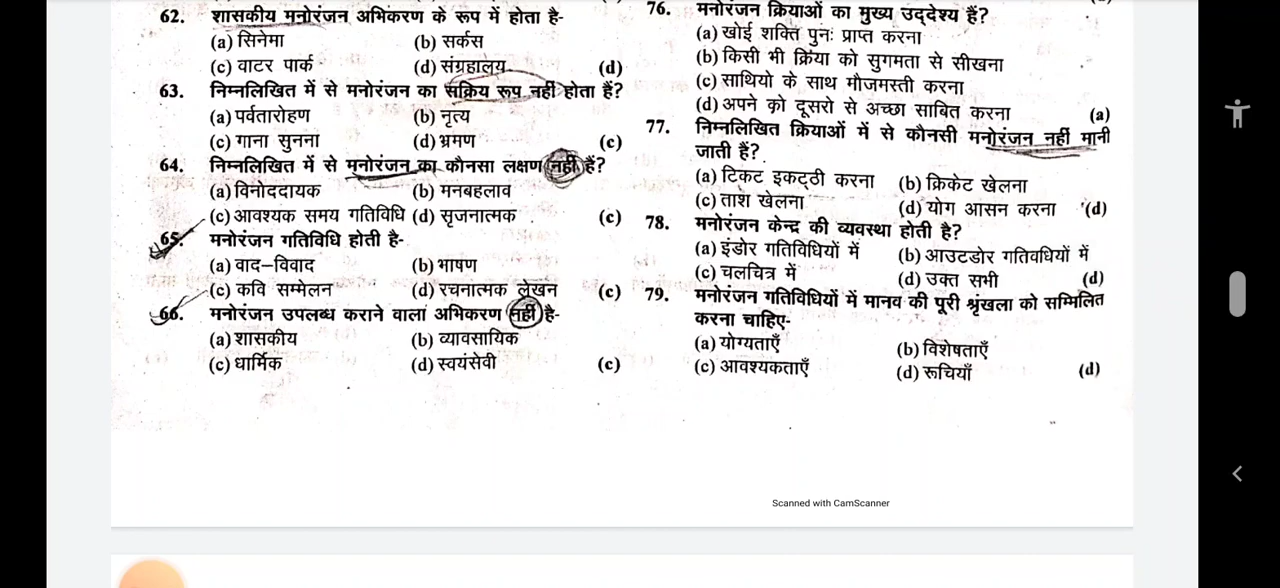 62. शासकीय मनोरंजन अभिकरण के रूप में होता है-
(a) सिनेमा (b) सर्कस
(c) वाटर पार्क (d) संग्रहालय (d)
63. निम्नलिखित में से मनोरंजन का सक्रिय रूप नहीं होता हैं?
(a) पर्वतारोहण (b) नृत्य
(c) गाना सुनना (d) भ्रमण (c)
64. निम्नलिखित में से मनोरंजन का कौनसा लक्षण नहीं हैं?
(a) विनोददायक (b) मनबहलाव
(c) आवश्यक समय गतिविधि (d) सृजनात्मक (c)
65. मनोरंजन गतिविधि होती है-
(a) वाद-विवाद (b) भाषण
(c) कवि सम्मेलन (d) रचनात्मक लेखन (c)
66. मनोरंजन उपलब्ध कराने वाला अभिकरण नहीं है-
(a) शासकीय (b) व्यावसायिक
(c) धार्मिक (d) स्वयंसेवी (c)
76. मनोरंजन क्रियाओं का मुख्य उद्देश्य हैं?
(a) खोई शक्ति पुनः प्राप्त करना
(b) किसी भी क्रिया को सुगमता से सीखना
(c) साथियो के साथ मौजमस्ती करना
(d) अपने को दूसरो से अच्छा साबित करना (a)
77. निम्नलिखित क्रियाओं में से कौनसी मनोरंजन नहीं मानी
जाती हैं?
(a) टिकट इकट्ठी करना (b) क्रिकेट खेलना
(c) ताश खेलना (d) योग आसन करना (d)
78. मनोरंजन केन्द्र की व्यवस्था होती है?
(a) इंडोर गतिविधियों में (b) आउटडोर गतिवधियों में
(c) चलचित्र में (d) उक्त सभी (d)
79. मनोरंजन गतिविधियों में मानव की पूरी श्रृंखला को सम्मिलित
करना चाहिए-
(a) योग्यताएँ (b) विशेषताएँ
(c) आवश्यकताएँ (d) रूचियाँ (d)
Scanned with CamScanner